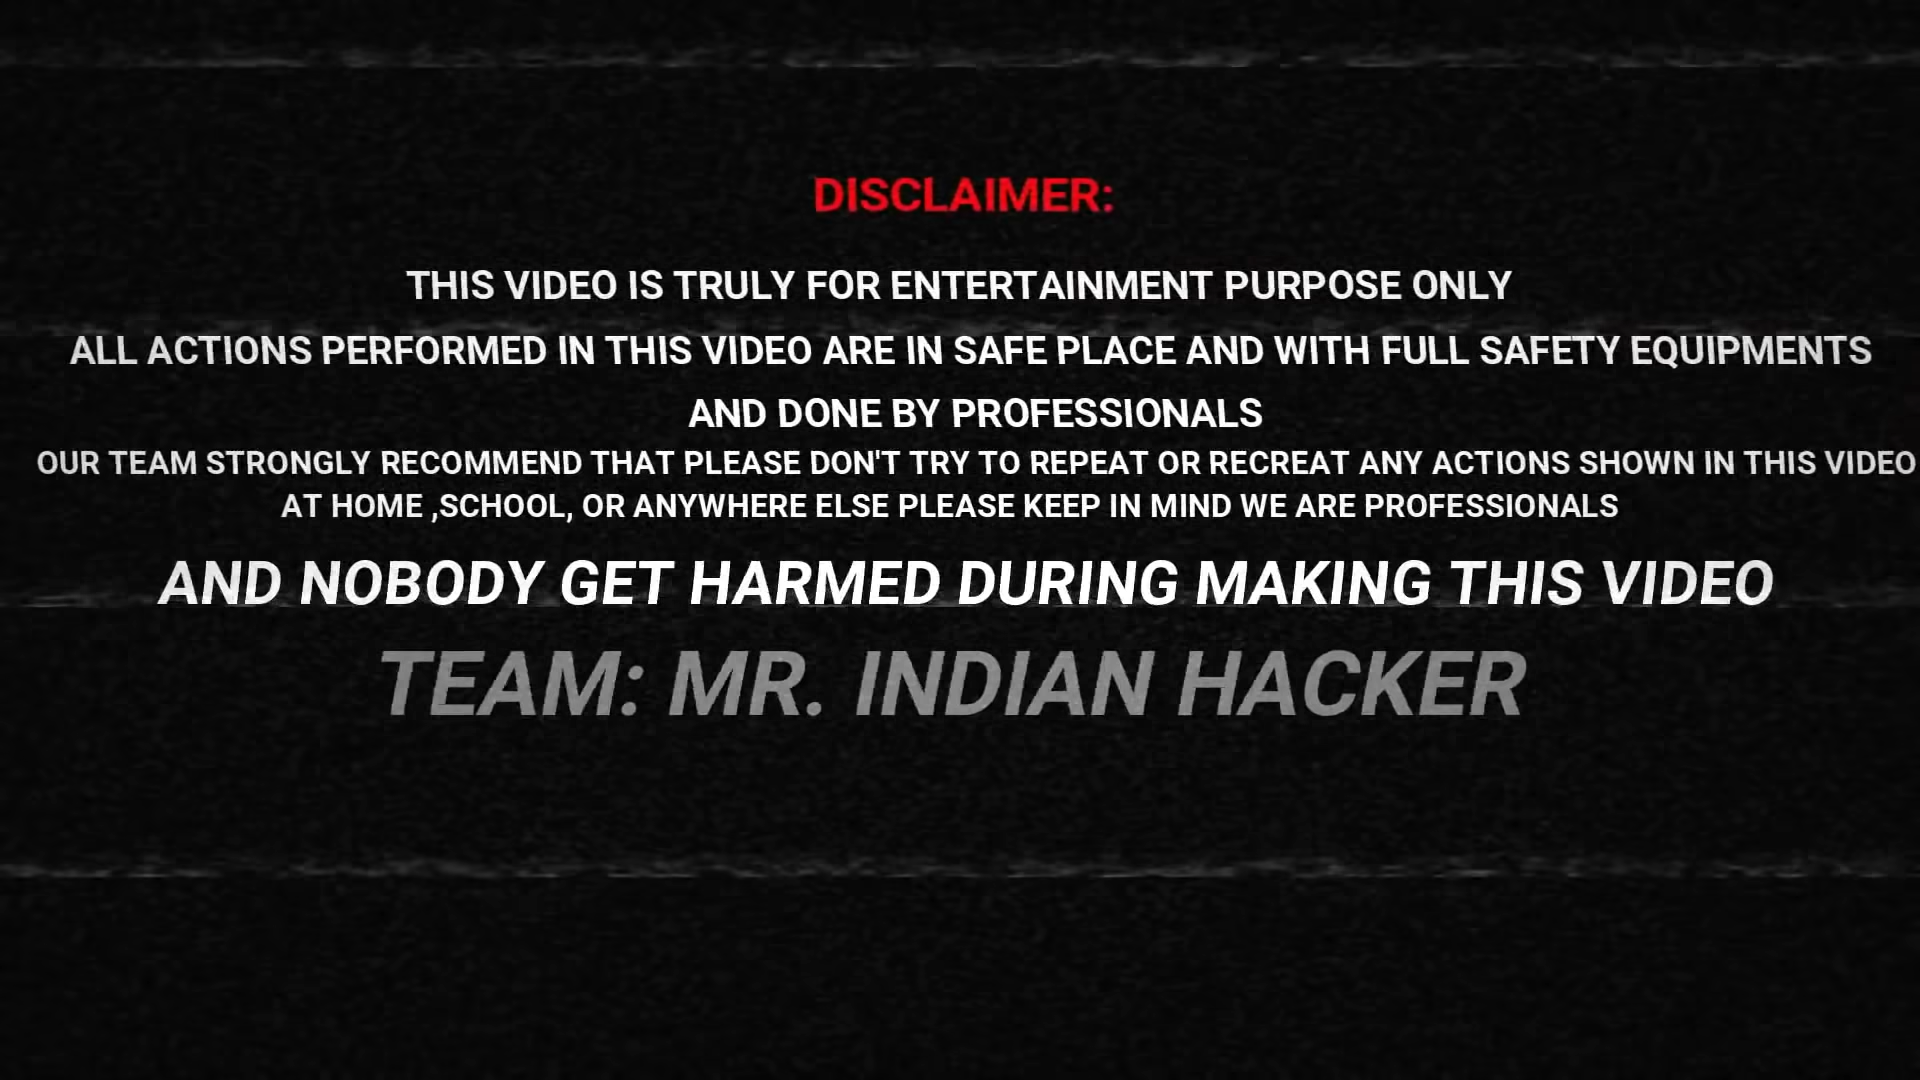 DISCLAIMER:
THIS VIDEO IS TRULY FOR ENTERTAINMENT PURPOSE ONLY
ALL ACTIONS PERFORMED IN THIS VIDEO ARE IN SAFE PLACE AND WITH FULL SAFETY EQUIPMENTS
AND DONE BY PROFESSIONALS
OUR TEAM STRONGLY RECOMMEND THAT PLEASE DON'T TRY TO REPEAT OR RECREAT ANY ACTIONS SHOWN IN THIS VIDEO
AT HOME ,SCHOOL, OR ANYWHERE ELSE PLEASE KEEP IN MIND WE ARE PROFESSIONALS
AND NOBODY GET HARMED DURING MAKING THIS VIDEO
TEAM: MR. INDIAN HACKER